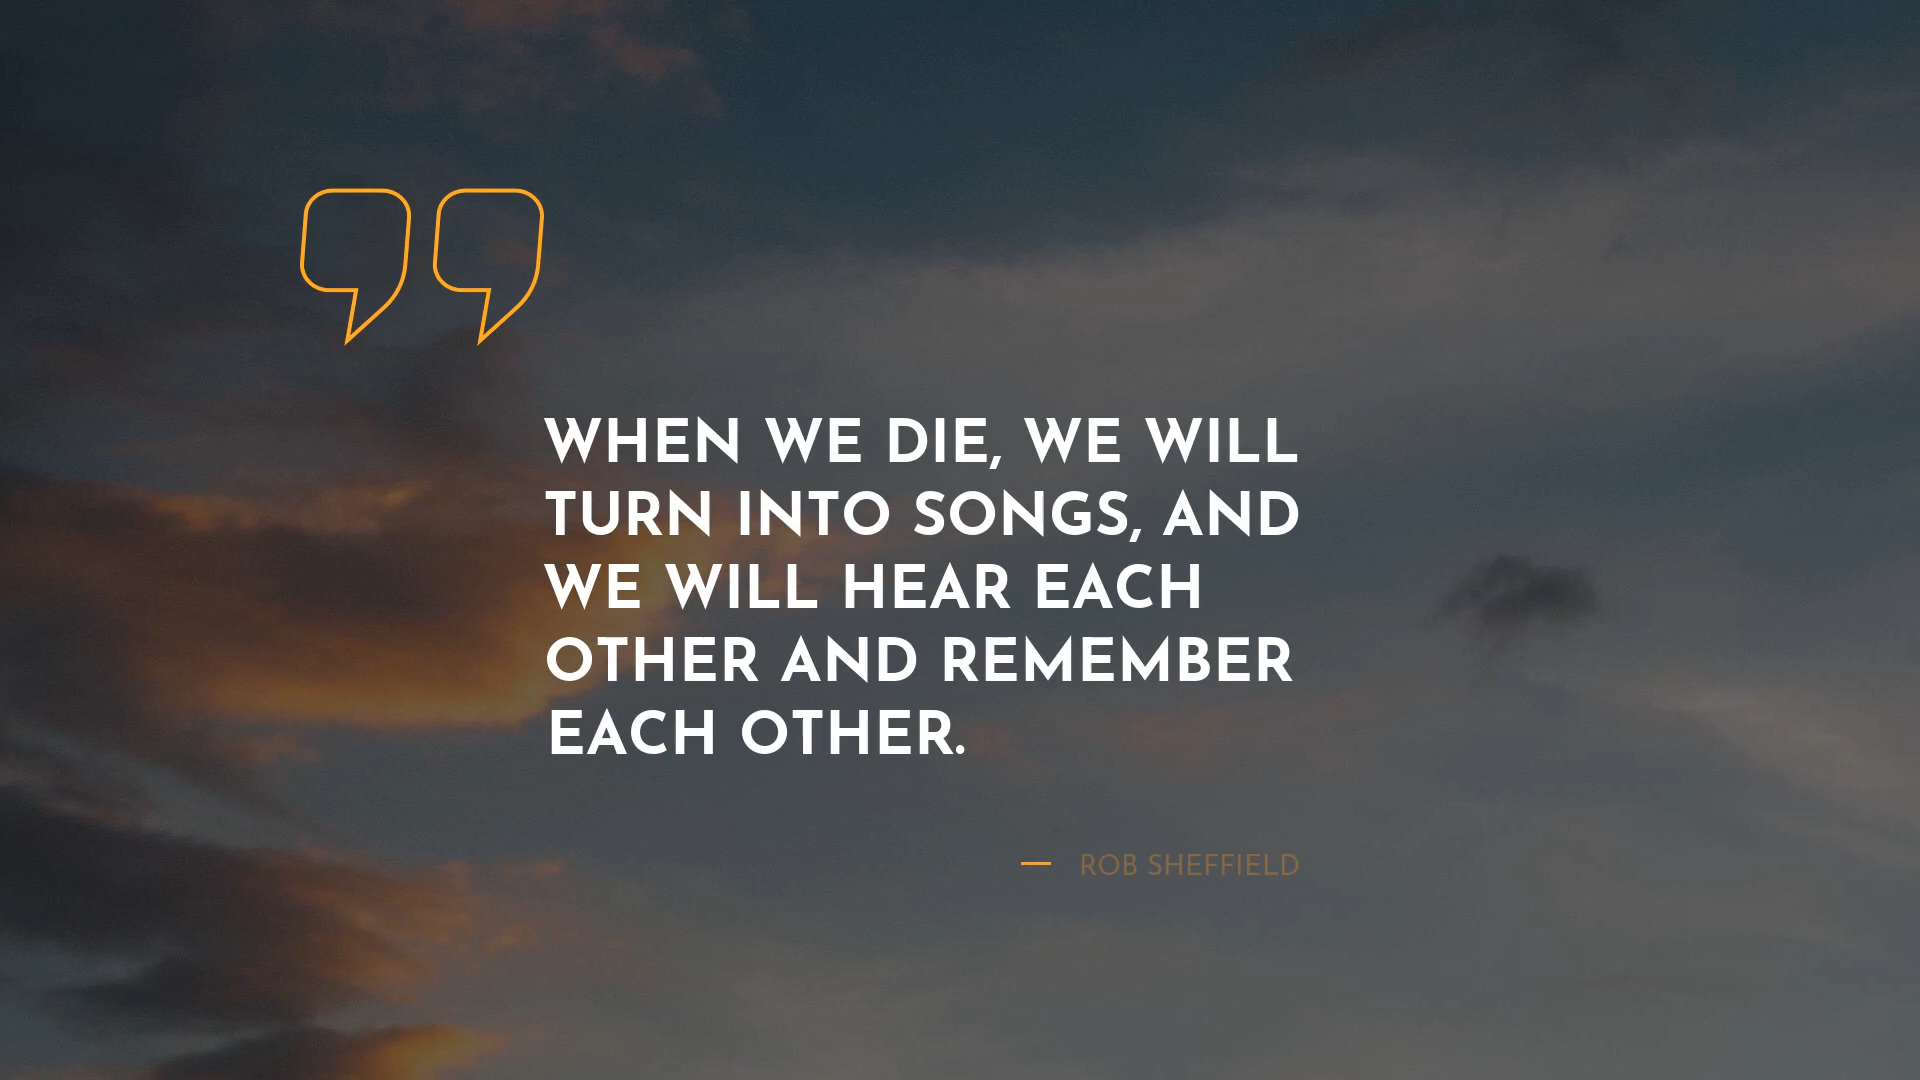 WHEN WE DIE, WE WILL
TURN INTO SONGS, AND
WE WILL HEAR EACH
OTHER AND REMEMBER
EACH OTHER.
— ROB SHEFFIELD